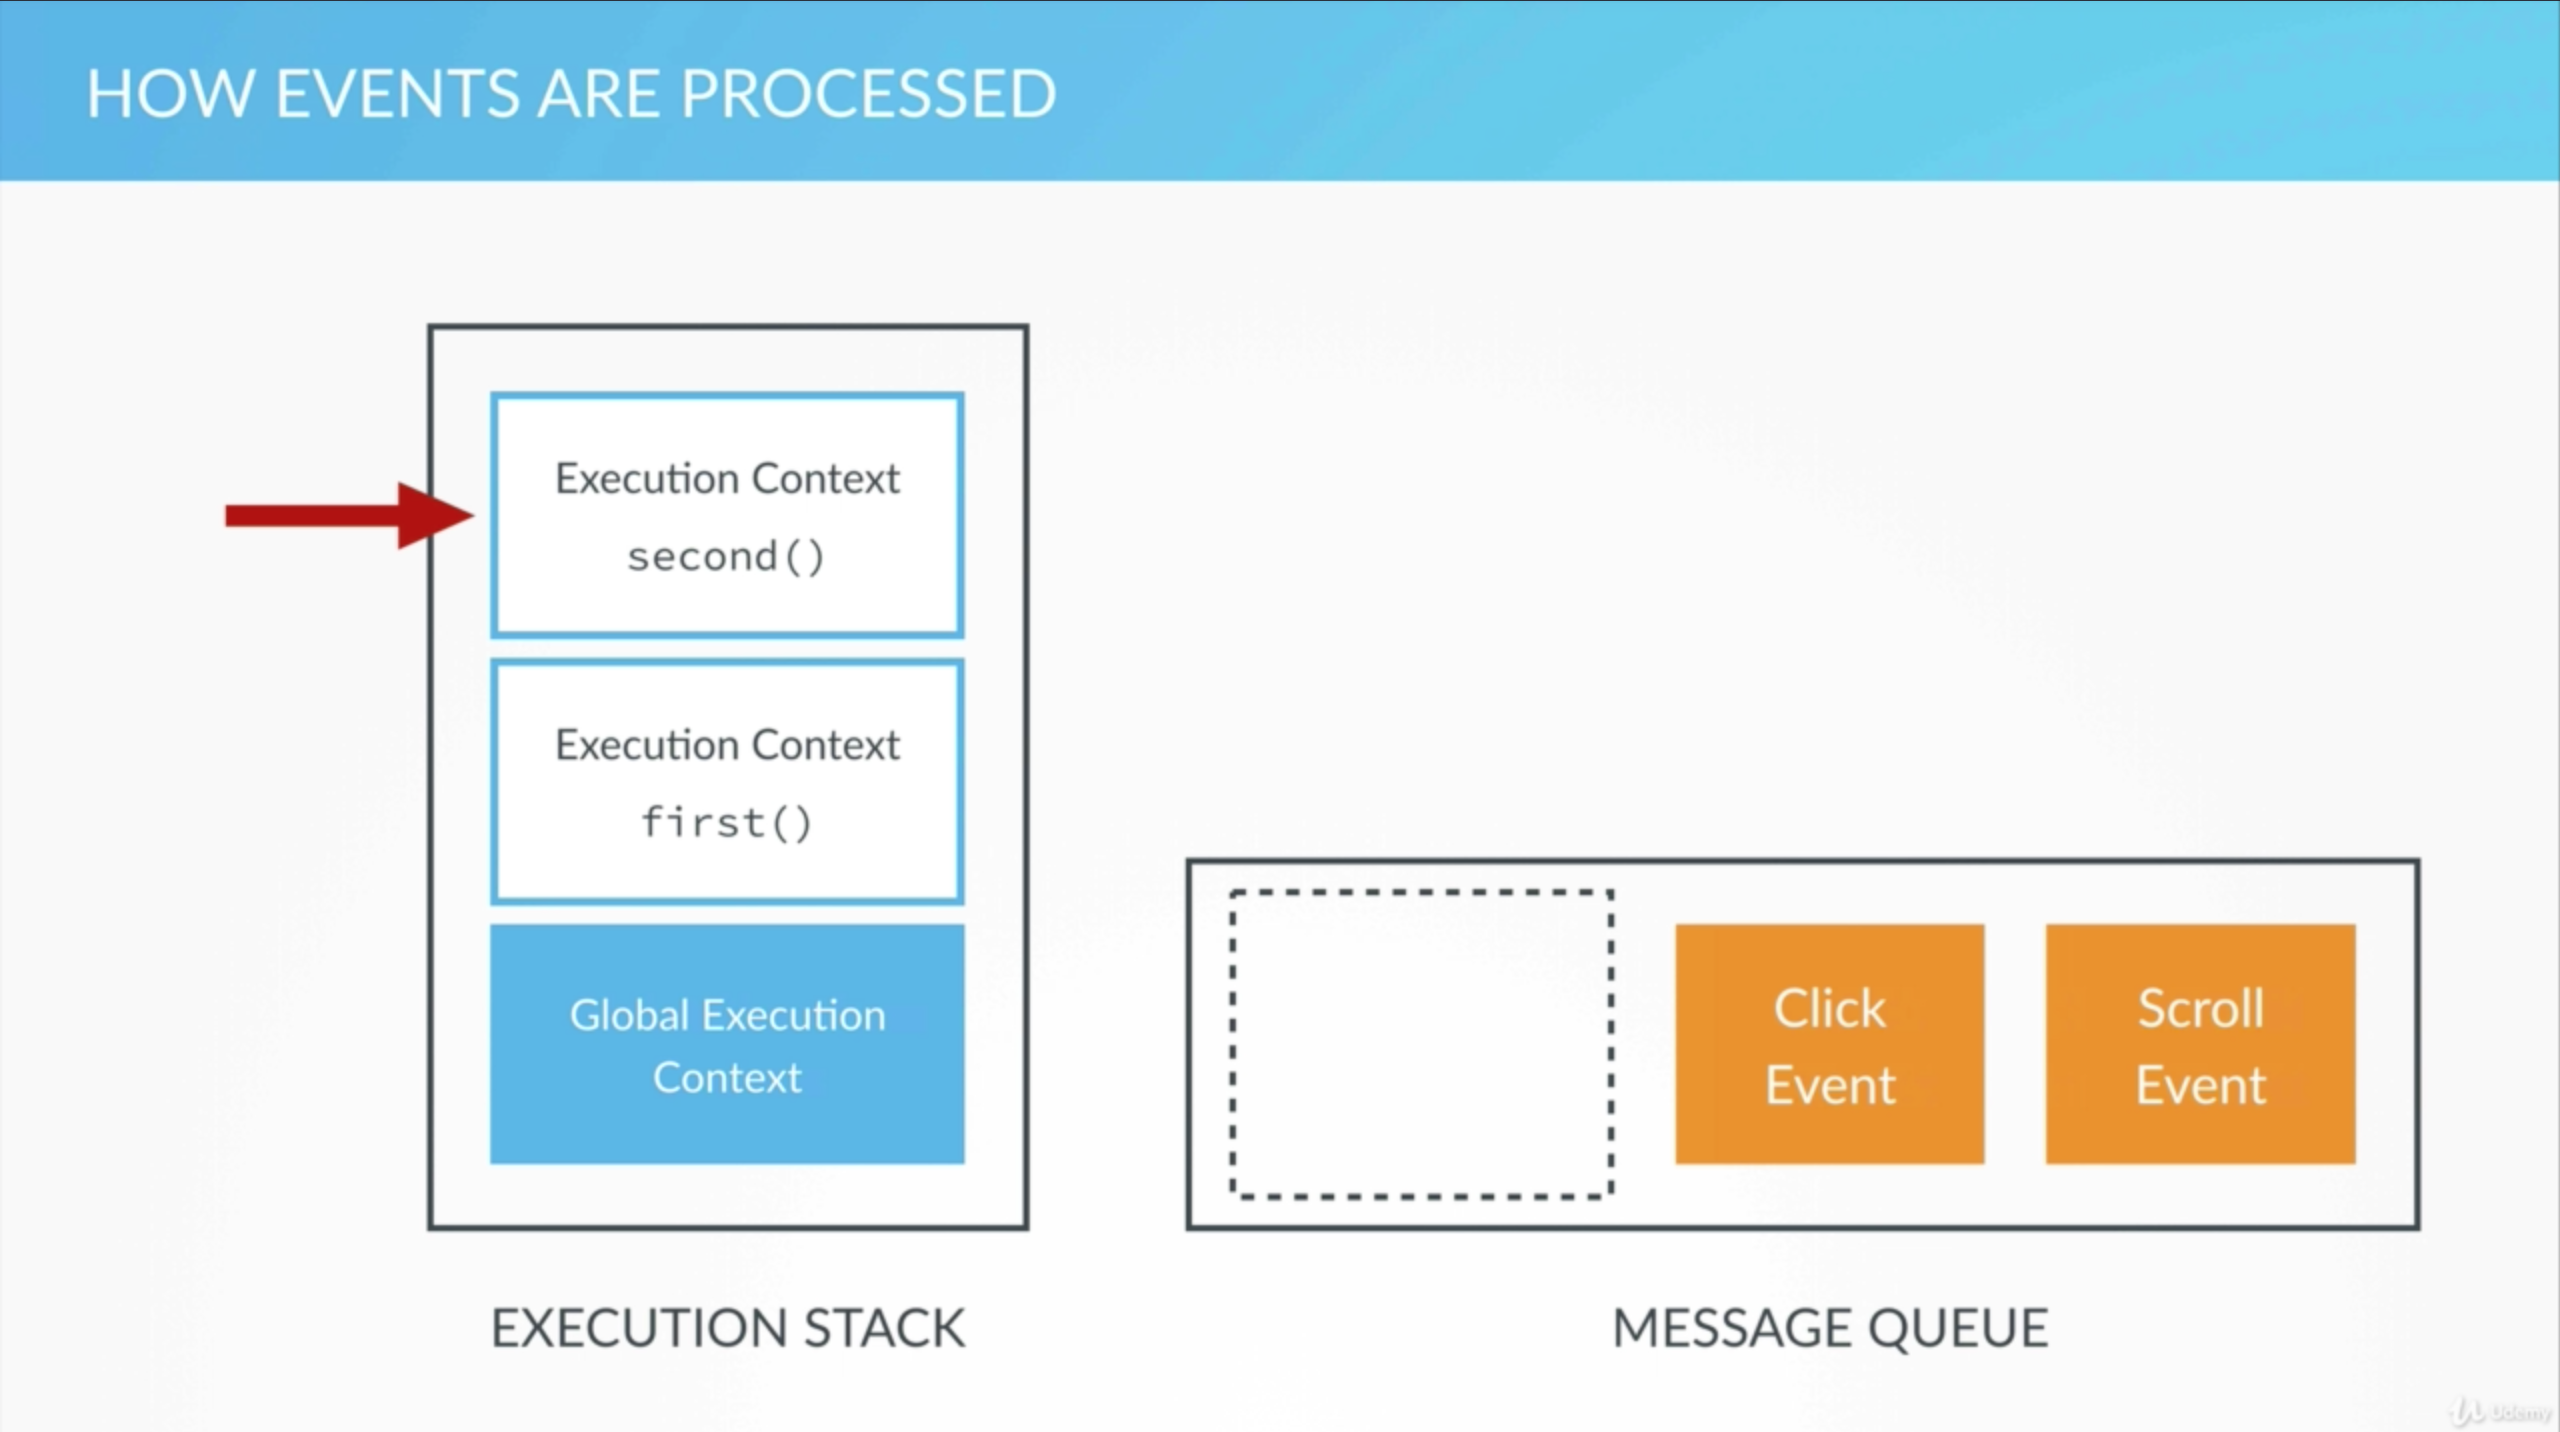 HOW EVENTS ARE PROCESSED
Execution Context
second()
Execution Context
first()
Global Execution
Context
Click
Event
Scroll
Event
EXECUTION STACK
MESSAGE QUEUE
Udemy